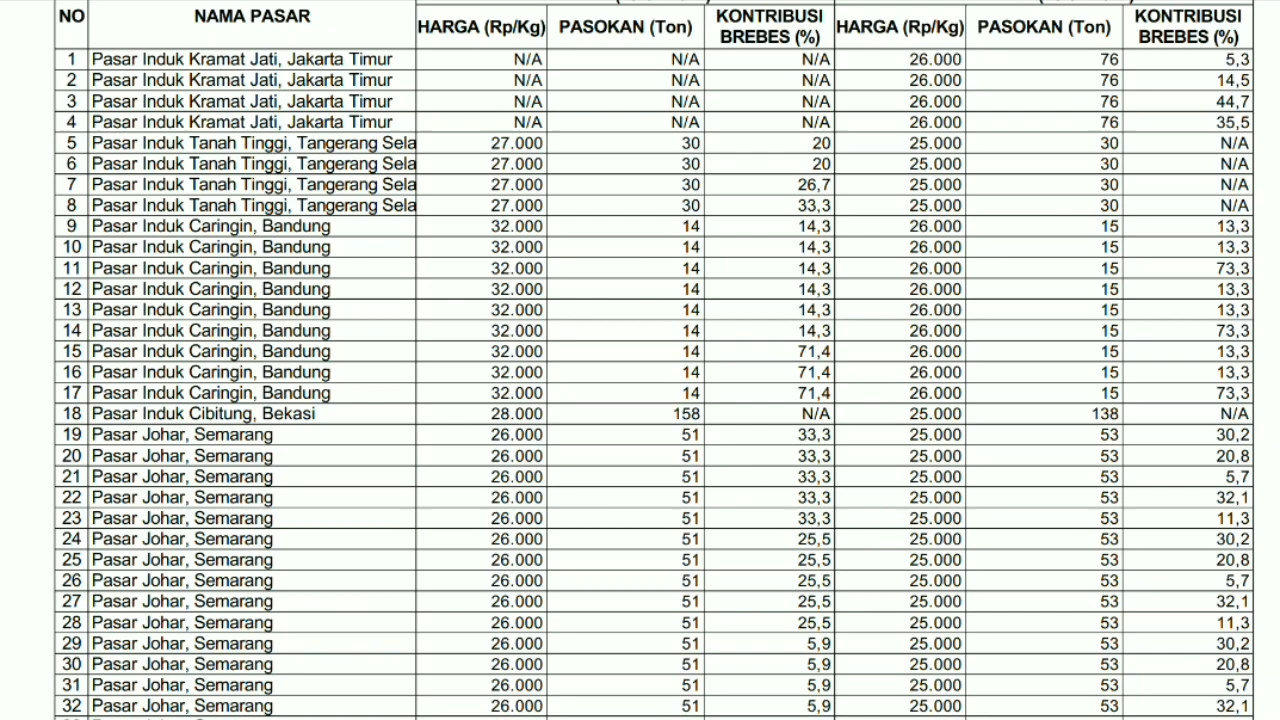 NO NAMA PASAR HARGA (Rp/Kg) PASOKAN (Ton) KONTRIBUSI BREBES (%) HARGA (Rp/Kg) PASOKAN (Ton) KONTRIBUSI BREBES (%)
1 Pasar Induk Kramat Jati, Jakarta Timur N/A N/A N/A 26.000 76 5,3
2 Pasar Induk Kramat Jati, Jakarta Timur N/A N/A N/A 26.000 76 14,5
3 Pasar Induk Kramat Jati, Jakarta Timur N/A N/A N/A 26.000 76 44,7
4 Pasar Induk Kramat Jati, Jakarta Timur N/A N/A N/A 26.000 76 35,5
5 Pasar Induk Tanah Tinggi, Tangerang Sela 27.000 30 20 25.000 30 N/A
6 Pasar Induk Tanah Tinggi, Tangerang Sela 27.000 30 20 25.000 30 N/A
7 Pasar Induk Tanah Tinggi, Tangerang Sela 27.000 30 26,7 25.000 30 N/A
8 Pasar Induk Tanah Tinggi, Tangerang Sela 27.000 30 33,3 25.000 30 N/A
9 Pasar Induk Caringin, Bandung 32.000 14 14,3 26.000 15 13,3
10 Pasar Induk Caringin, Bandung 32.000 14 14,3 26.000 15 13,3
11 Pasar Induk Caringin, Bandung 32.000 14 14,3 26.000 15 73,3
12 Pasar Induk Caringin, Bandung 32.000 14 14,3 26.000 15 13,3
13 Pasar Induk Caringin, Bandung 32.000 14 14,3 26.000 15 13,3
14 Pasar Induk Caringin, Bandung 32.000 14 14,3 26.000 15 73,3
15 Pasar Induk Caringin, Bandung 32.000 14 71,4 26.000 15 13,3
16 Pasar Induk Caringin, Bandung 32.000 14 71,4 26.000 15 13,3
17 Pasar Induk Caringin, Bandung 32.000 14 71,4 26.000 15 73,3
18 Pasar Induk Cibitung, Bekasi 28.000 158 N/A 25.000 138 N/A
19 Pasar Johar, Semarang 26.000 51 33,3 25.000 53 30,2
20 Pasar Johar, Semarang 26.000 51 33,3 25.000 53 20,8
21 Pasar Johar, Semarang 26.000 51 33,3 25.000 53 5,7
22 Pasar Johar, Semarang 26.000 51 33,3 25.000 53 32,1
23 Pasar Johar, Semarang 26.000 51 33,3 25.000 53 11,3
24 Pasar Johar, Semarang 26.000 51 25,5 25.000 53 30,2
25 Pasar Johar, Semarang 26.000 51 25,5 25.000 53 20,8
26 Pasar Johar, Semarang 26.000 51 25,5 25.000 53 5,7
27 Pasar Johar, Semarang 26.000 51 25,5 25.000 53 32,1
28 Pasar Johar, Semarang 26.000 51 25,5 25.000 53 11,3
29 Pasar Johar, Semarang 26.000 51 5,9 25.000 53 30,2
30 Pasar Johar, Semarang 26.000 51 5,9 25.000 53 20,8
31 Pasar Johar, Semarang 26.000 51 5,9 25.000 53 5,7
32 Pasar Johar, Semarang 26.000 51 5,9 25.000 53 32,1